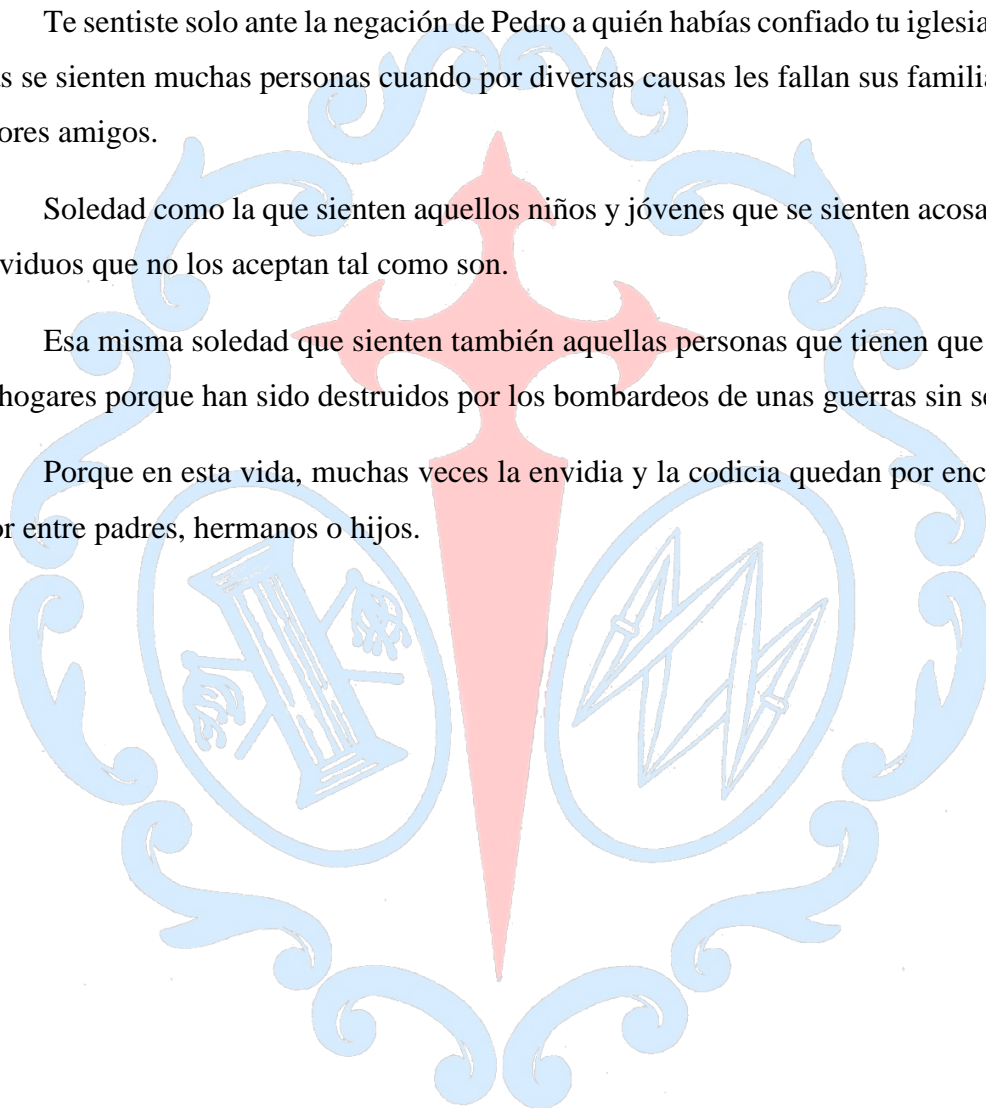 Te sentiste solo ante la negación de Pedro a quién habías confiado tu iglesia
s se sienten muchas personas cuando por diversas causas les fallan sus familia
ores amigos.
Soledad como la que sienten aquellos niños y jóvenes que se sienten acosa
viduos que no los aceptan tal como son.
Esa misma soledad que sienten también aquellas personas que tienen que
hogares porque han sido destruidos por los bombardeos de unas guerras sin se
Porque en esta vida, muchas veces la envidia y la codicia quedan por enc
or entre padres, hermanos o hijos.